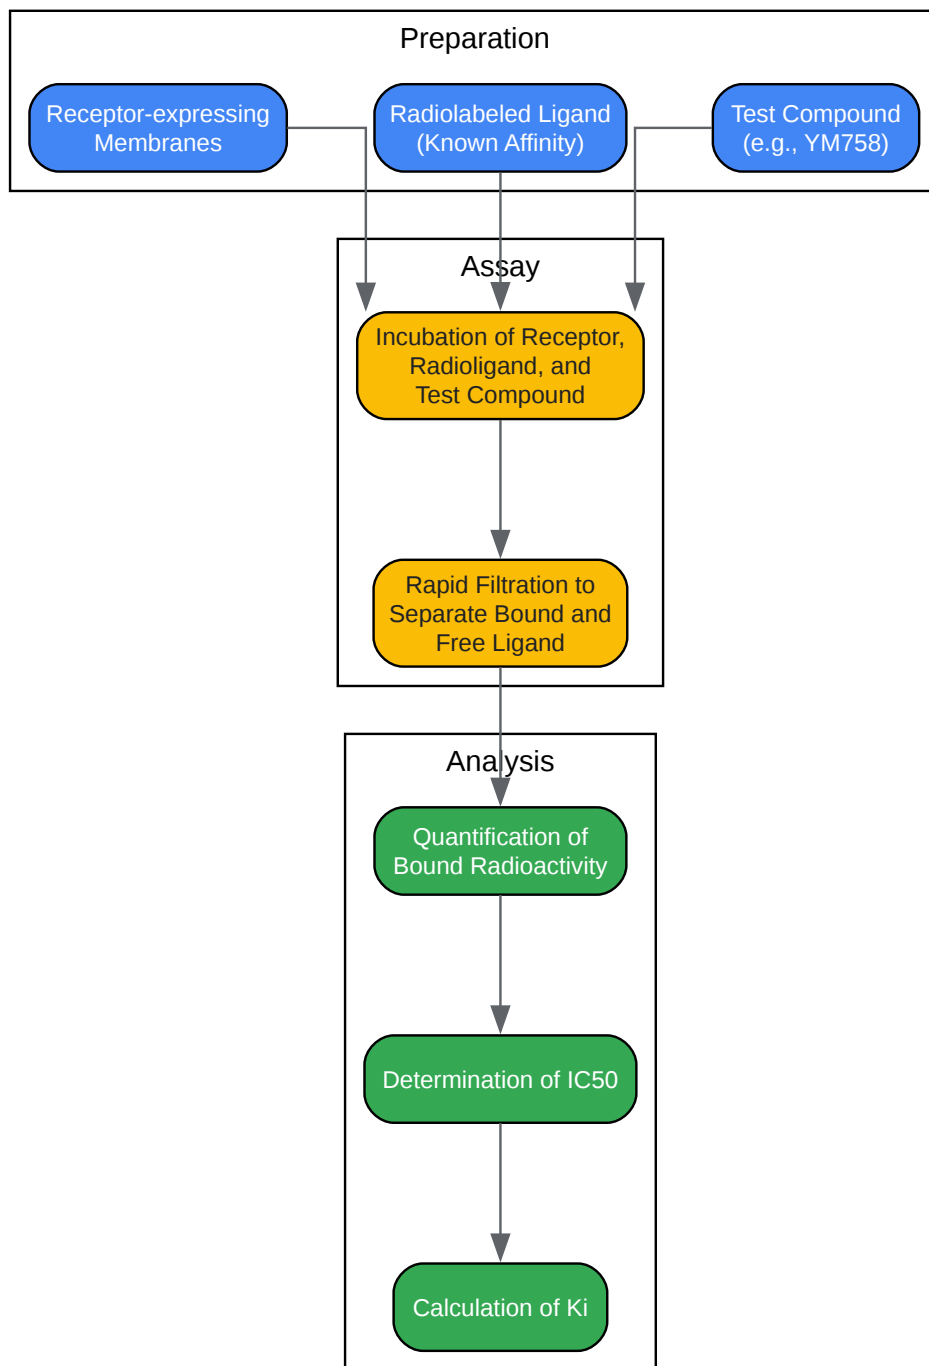 Preparation
Receptor-expressing
Membranes
Radiolabeled Ligand
(Known Affinity)
Test Compound
(e.g., YM758)
Assay
Incubation of Receptor,
Radioligand, and
Test Compound
Rapid Filtration to
Separate Bound and
Free Ligand
Analysis
Quantification of
Bound Radioactivity
Determination of IC50
Calculation of Ki